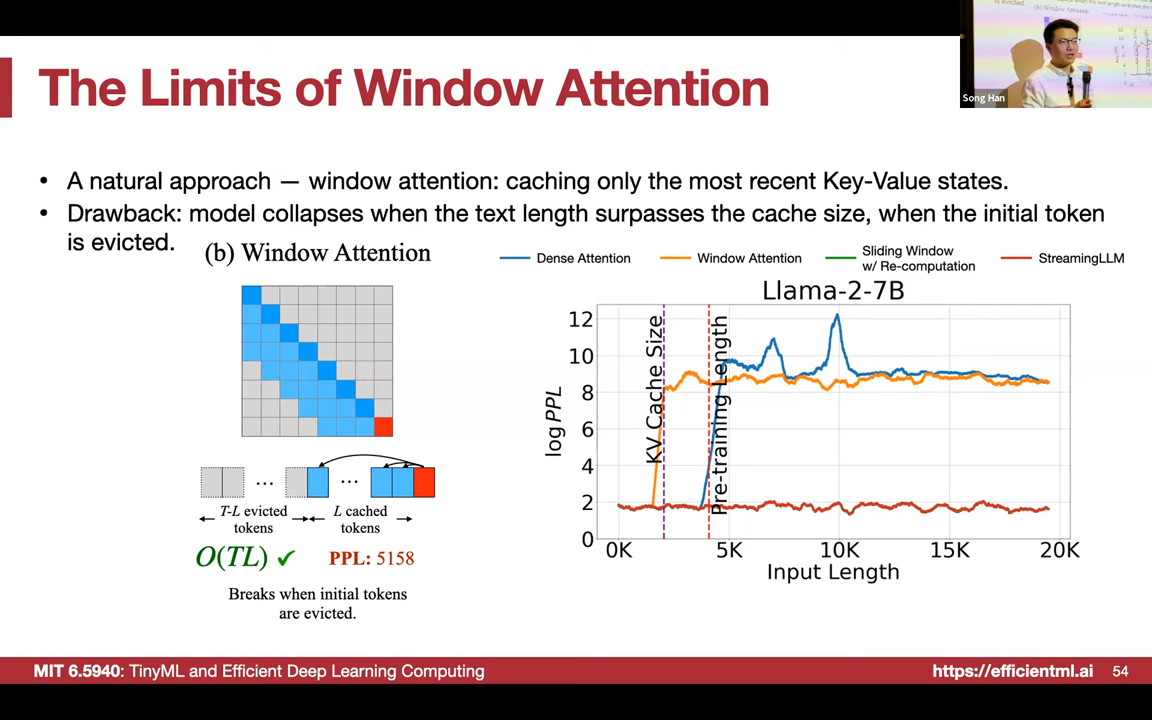 The Limits of Window Attention
Song Han
• A natural approach — window attention: caching only the most recent Key-Value states.
• Drawback: model collapses when the text length surpasses the cache size, when the initial token
is evicted.
(b) Window Attention
... ...
T-L evicted
tokens
L cached
tokens
O(TL) ✓ PPL: 5158
Breaks when initial tokens
are evicted.
Dense Attention
Window Attention
Sliding Window
w/ Re-computation
StreamingLLM
Llama-2-7B
log PPL
12
10
8
6
4
2
0
KV Cache Size
Pre-training Length
0K 5K 10K 15K 20K
Input Length
MIT 6.5940: TinyML and Efficient Deep Learning Computing
https://efficientml.ai 54